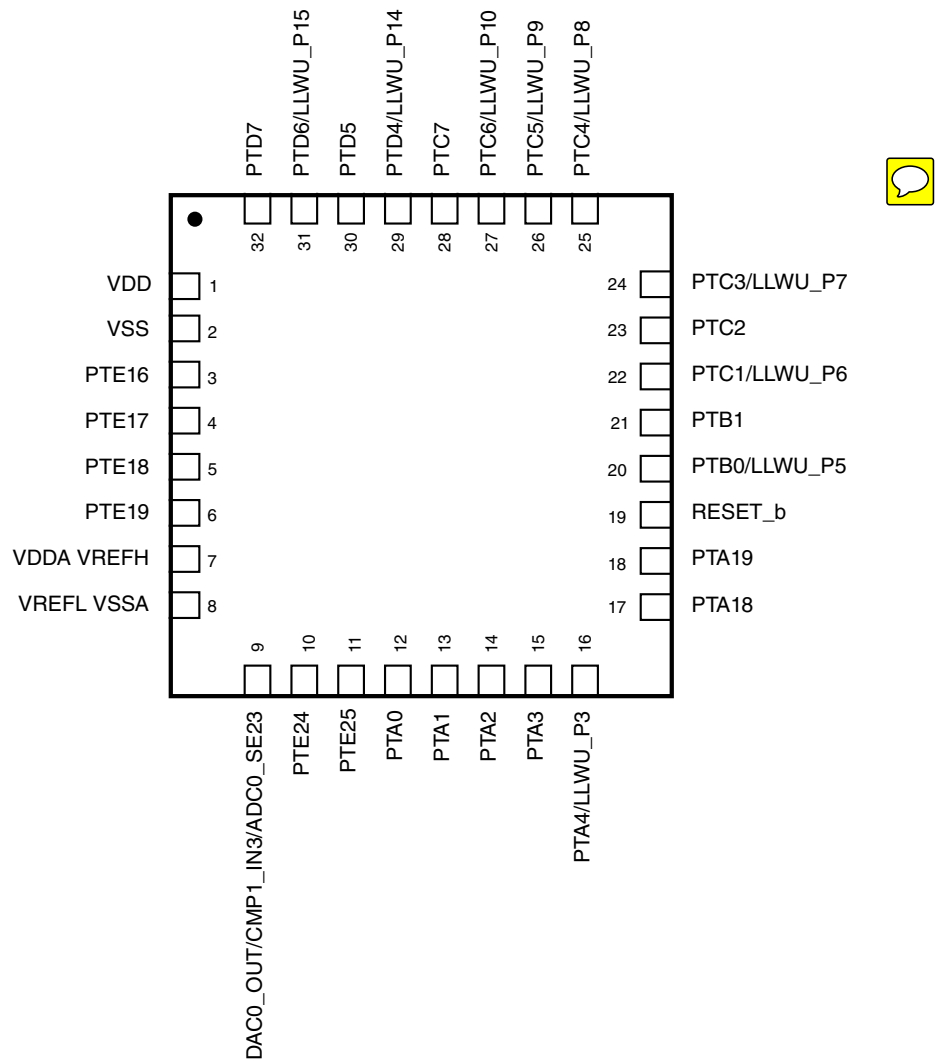 PTD7
PTD6/LLWU_P15
PTD5
PTD4/LLWU_P14
PTC7
PTC6/LLWU_P10
PTC5/LLWU_P9
PTC4/LLWU_P8
32
31
30
29
28
27
26
25
VDD 1
VSS 2
PTE16 3
PTE17 4
PTE18 5
PTE19 6
VDDA VREFH 7
VREFL VSSA 8
24 PTC3/LLWU_P7
23 PTC2
22 PTC1/LLWU_P6
21 PTB1
20 PTB0/LLWU_P5
19 RESET_b
18 PTA19
17 PTA18
9
10
11
12
13
14
15
16
DAC0_OUT/CMP1_IN3/ADC0_SE23
PTE24
PTE25
PTA0
PTA1
PTA2
PTA3
PTA4/LLWU_P3